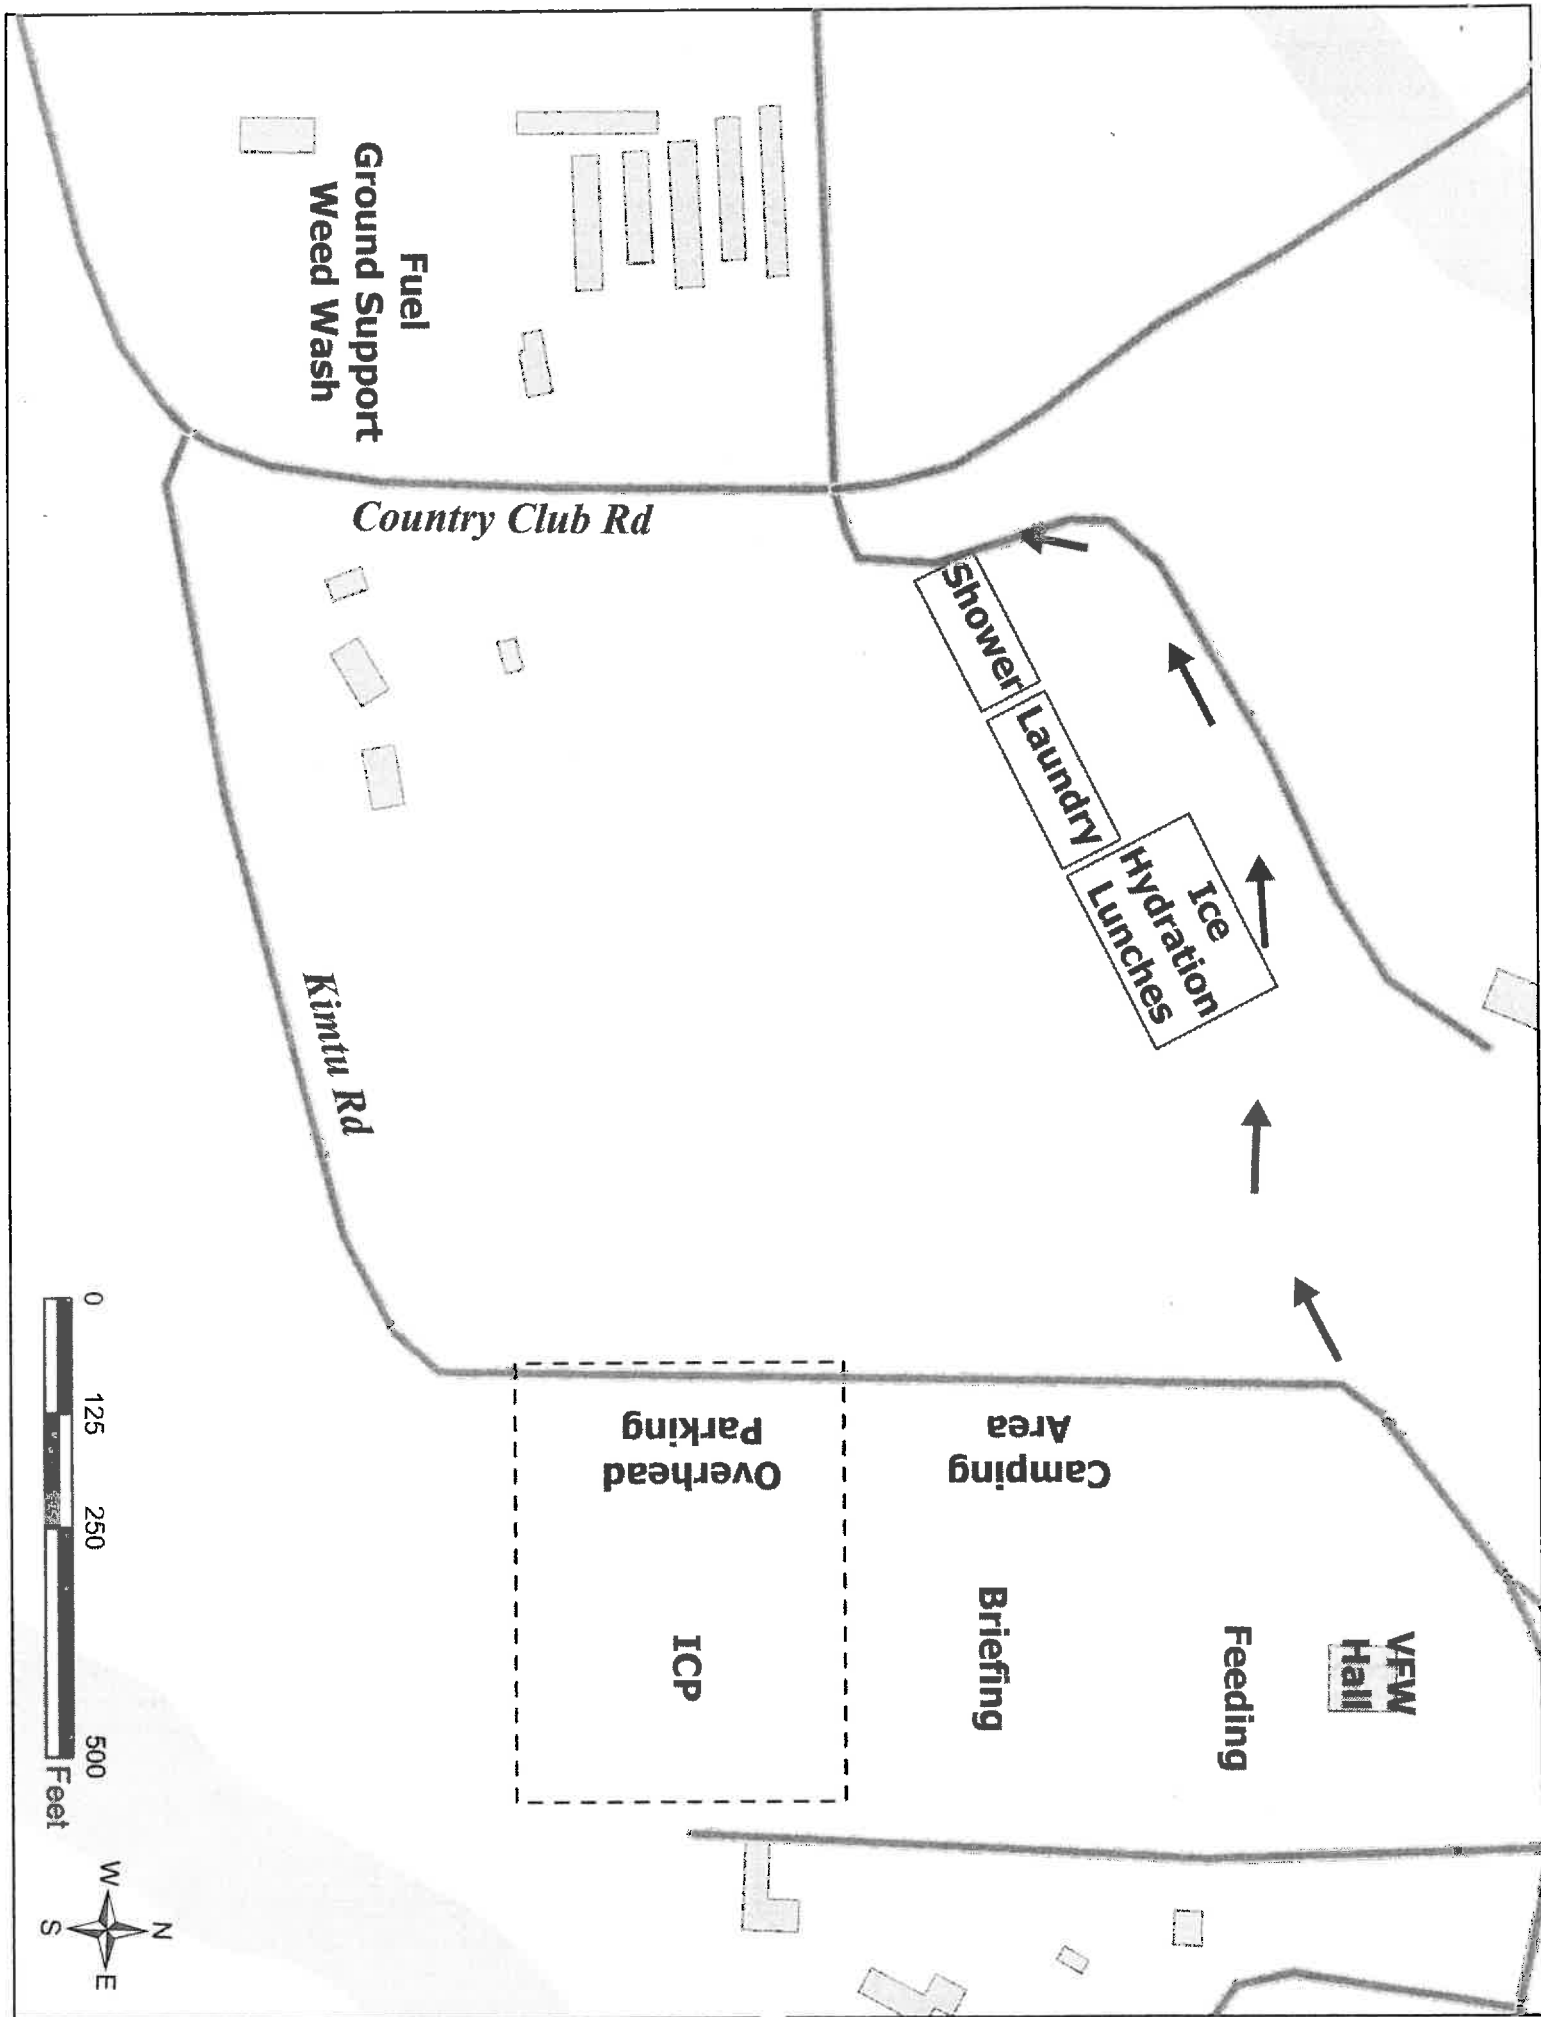 Fuel
Ground Support
Weed Wash
Country Club Rd
Shower
Laundry
Ice
Hydration
Lunches
Kimtu Rd
Overhead
Parking
Camping
Area
ICP
Briefing
Feeding
VFW
Hall
0 125 250 500
Feet
N
W E
S